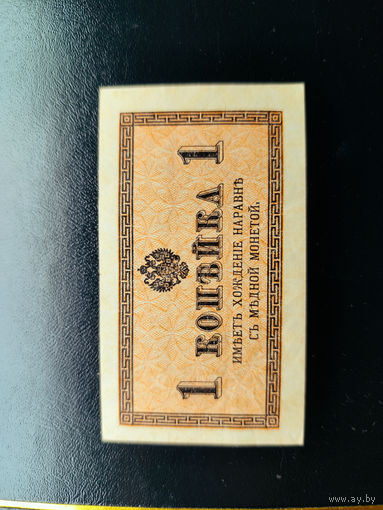 1 КОПѢЙКА 1
ИМѢЕТЪ ХОЖДЕНІЕ НАРАВНѢ
СЪ МѢДНОЙ МОНЕТОЙ.
www.ay.by